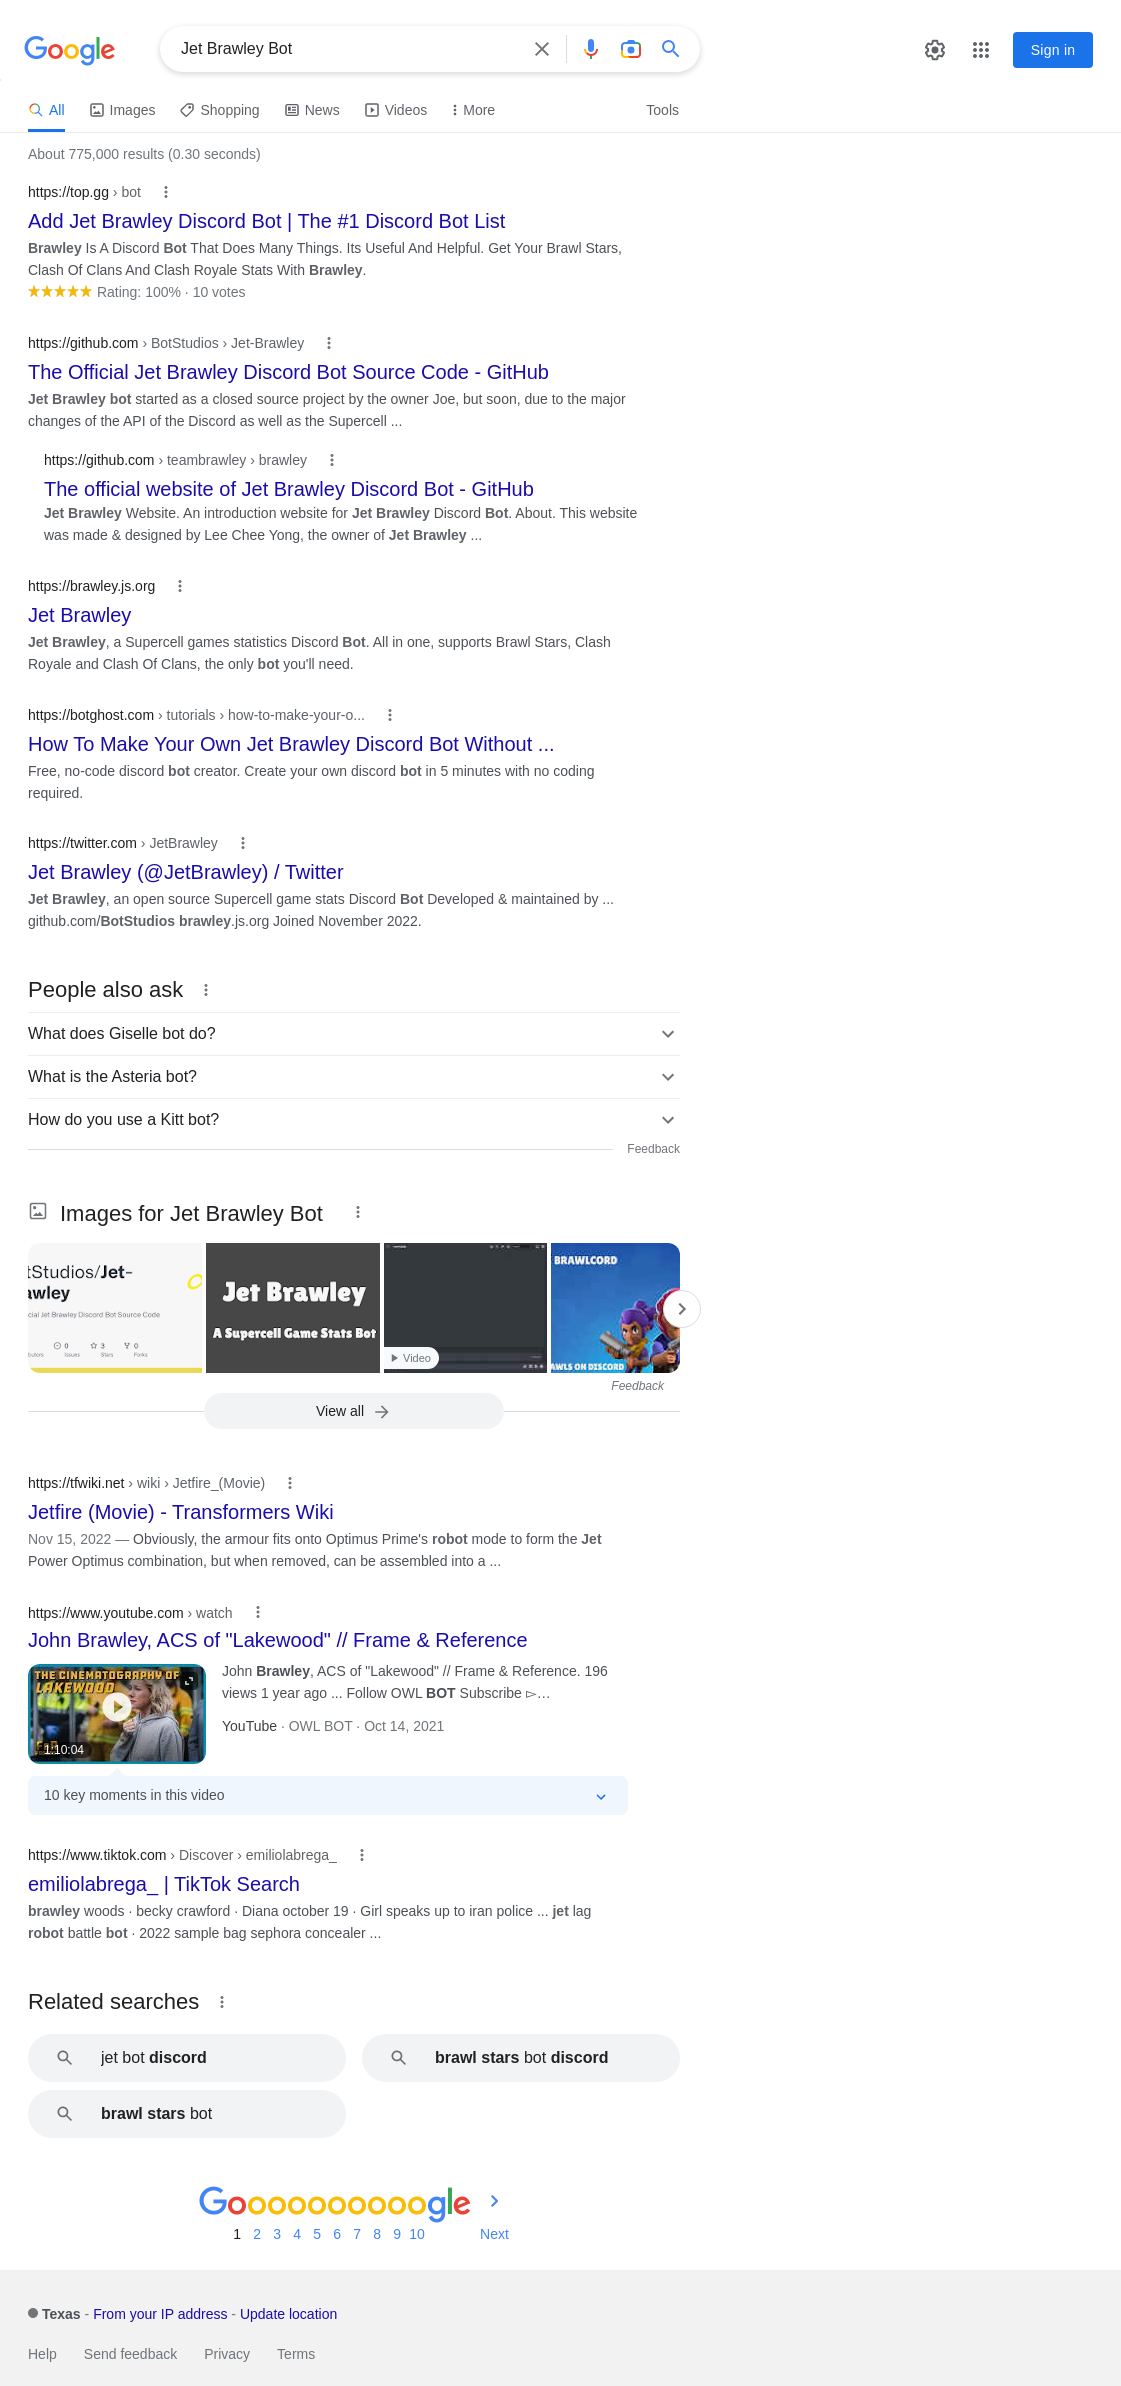 Google
Jet Brawley Bot
Sign in
All
Images
Shopping
News
Videos
More
Tools
About 775,000 results (0.30 seconds)
https://top.gg › bot
Add Jet Brawley Discord Bot | The #1 Discord Bot List
Brawley Is A Discord Bot That Does Many Things. Its Useful And Helpful. Get Your Brawl Stars,
Clash Of Clans And Clash Royale Stats With Brawley.
Rating: 100% · 10 votes
https://github.com › BotStudios › Jet-Brawley
The Official Jet Brawley Discord Bot Source Code - GitHub
Jet Brawley bot started as a closed source project by the owner Joe, but soon, due to the major
changes of the API of the Discord as well as the Supercell ...
https://github.com › teambrawley › brawley
The official website of Jet Brawley Discord Bot - GitHub
Jet Brawley Website. An introduction website for Jet Brawley Discord Bot. About. This website
was made & designed by Lee Chee Yong, the owner of Jet Brawley ...
https://brawley.js.org
Jet Brawley
Jet Brawley, a Supercell games statistics Discord Bot. All in one, supports Brawl Stars, Clash
Royale and Clash Of Clans, the only bot you'll need.
https://botghost.com › tutorials › how-to-make-your-o...
How To Make Your Own Jet Brawley Discord Bot Without ...
Free, no-code discord bot creator. Create your own discord bot in 5 minutes with no coding
required.
https://twitter.com › JetBrawley
Jet Brawley (@JetBrawley) / Twitter
Jet Brawley, an open source Supercell game stats Discord Bot Developed & maintained by ...
github.com/BotStudios brawley.js.org Joined November 2022.
People also ask
What does Giselle bot do?
What is the Asteria bot?
How do you use a Kitt bot?
Feedback
Images for Jet Brawley Bot
tStudios/Jet-
awley
cial Jet Brawley Discord Bot Source Code
0
3
0
butors
Issues
Stars
Forks
Jet Brawley
A Supercell Game Stats Bot
Video
BRAWLCORD
AWLS ON DISCORD
Feedback
View all
https://tfwiki.net › wiki › Jetfire_(Movie)
Jetfire (Movie) - Transformers Wiki
Nov 15, 2022 — Obviously, the armour fits onto Optimus Prime's robot mode to form the Jet
Power Optimus combination, but when removed, can be assembled into a ...
https://www.youtube.com › watch
John Brawley, ACS of "Lakewood" // Frame & Reference
THE CINEMATOGRAPHY OF
LAKEWOOD
1:10:04
John Brawley, ACS of "Lakewood" // Frame & Reference. 196
views 1 year ago ... Follow OWL BOT Subscribe ▻…
YouTube · OWL BOT · Oct 14, 2021
10 key moments in this video
https://www.tiktok.com › Discover › emiliolabrega_
emiliolabrega_ | TikTok Search
brawley woods · becky crawford · Diana october 19 · Girl speaks up to iran police ... jet lag
robot battle bot · 2022 sample bag sephora concealer ...
Related searches
jet bot discord
brawl stars bot discord
brawl stars bot
Goooooooooogle
1 2 3 4 5 6 7 8 9 10 Next
Texas - From your IP address - Update location
Help
Send feedback
Privacy
Terms